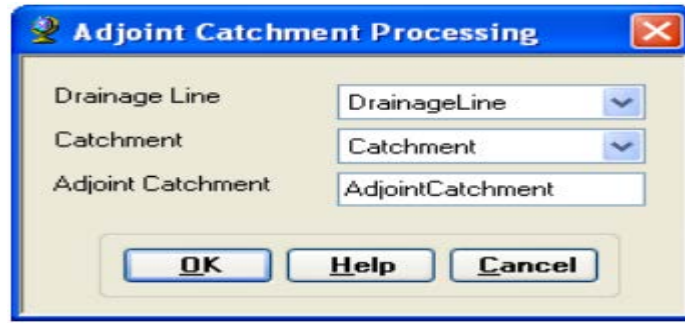 Adjoint Catchment Processing
Drainage Line DrainageLine
Catchment Catchment
Adjoint Catchment AdjointCatchment
OK Help Cancel